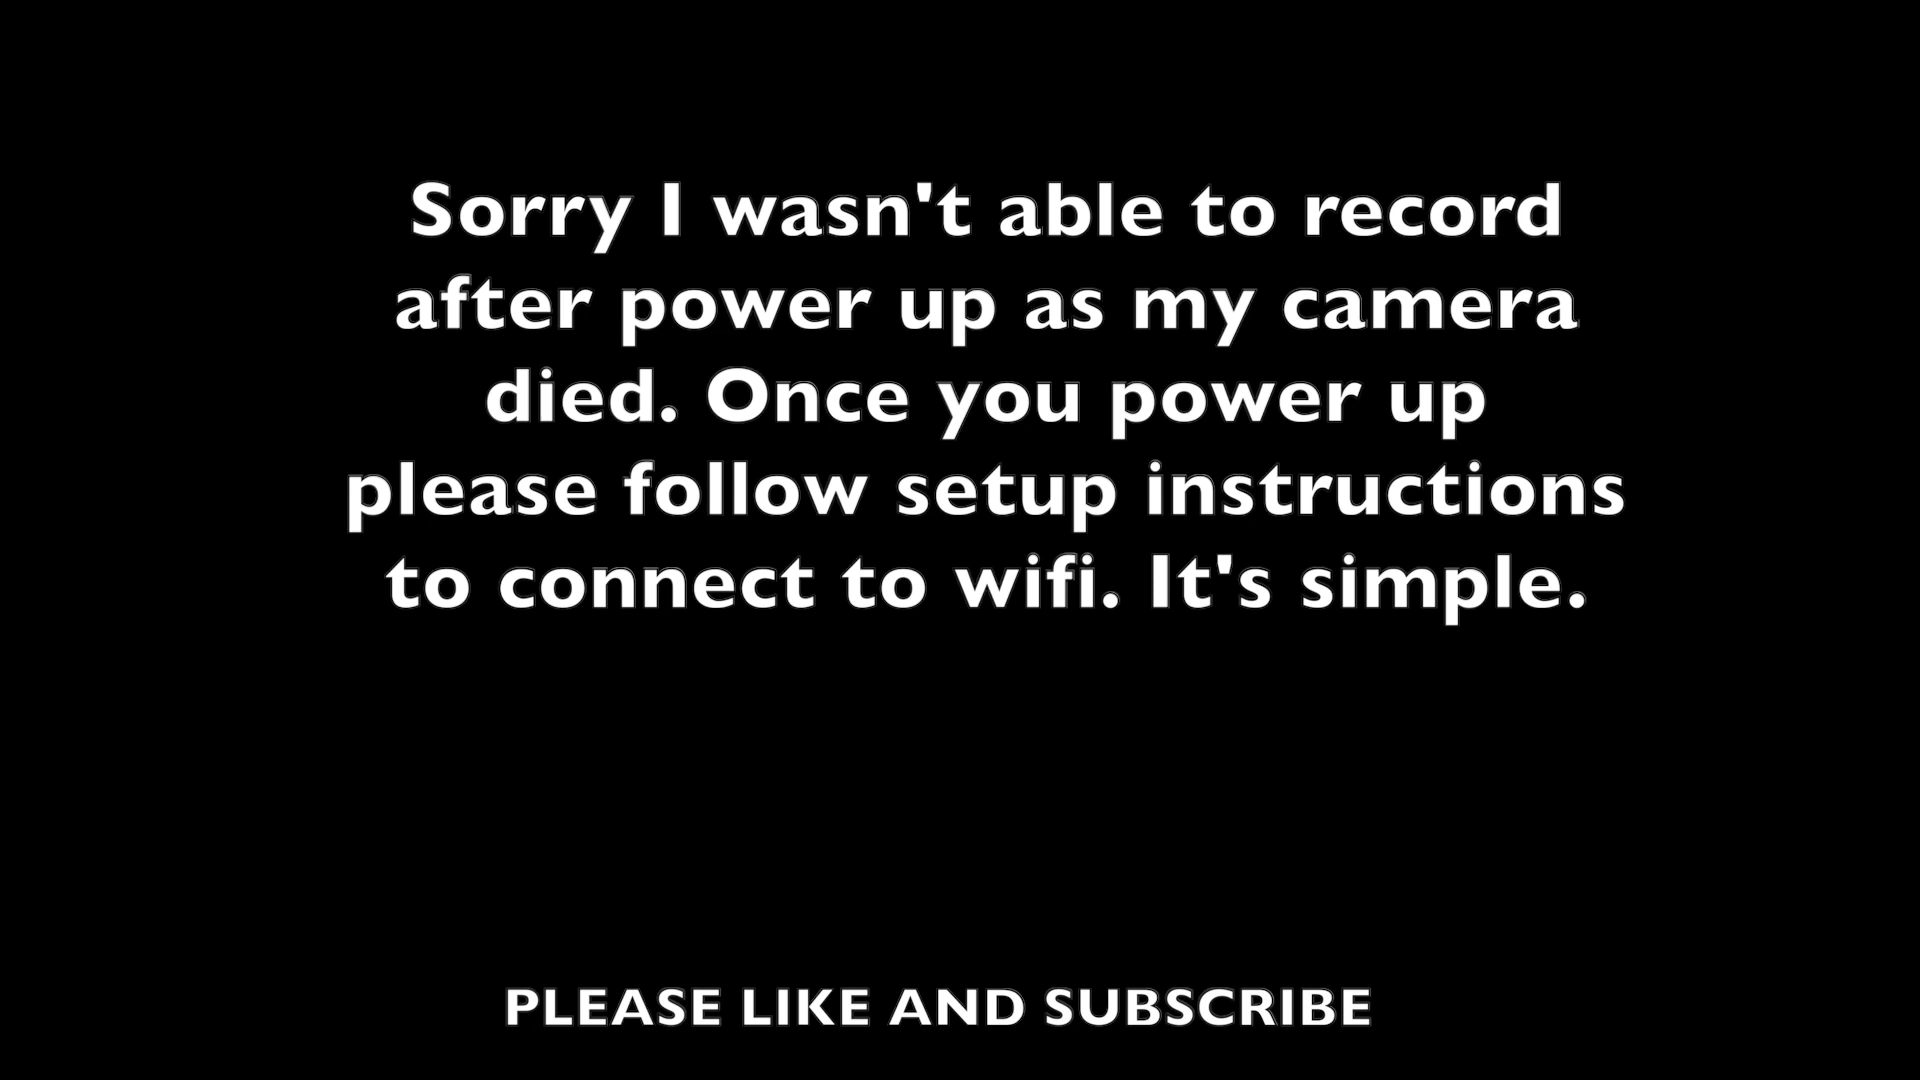 Sorry I wasn't able to record
after power up as my camera
died. Once you power up
please follow setup instructions
to connect to wifi. It's simple.
PLEASE LIKE AND SUBSCRIBE